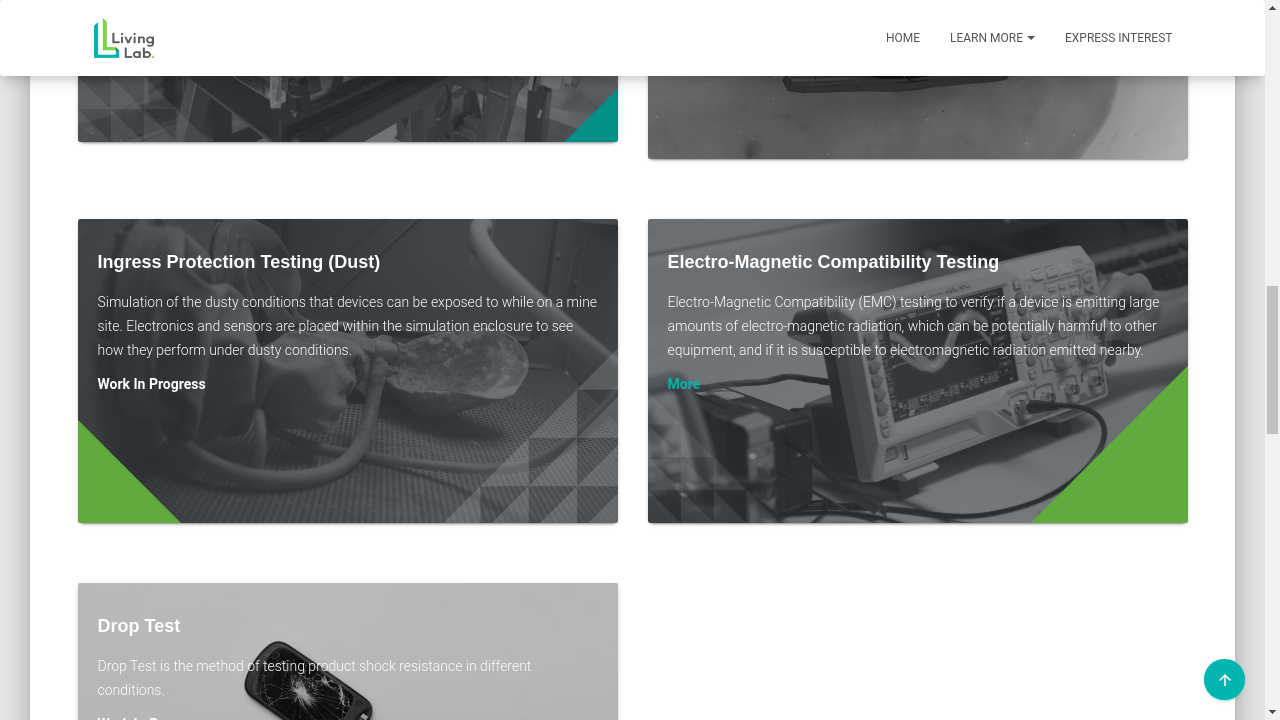 Living
Lab.
HOME
LEARN MORE
EXPRESS INTEREST
Ingress Protection Testing (Dust)
Simulation of the dusty conditions that devices can be exposed to while on a mine
site. Electronics and sensors are placed within the simulation enclosure to see
how they perform under dusty conditions.
Work In Progress
Electro-Magnetic Compatibility Testing
Electro-Magnetic Compatibility (EMC) testing to verify if a device is emitting large
amounts of electro-magnetic radiation, which can be potentially harmful to other
equipment, and if it is susceptible to electromagnetic radiation emitted nearby.
More
Drop Test
Drop Test is the method of testing product shock resistance in different
conditions.